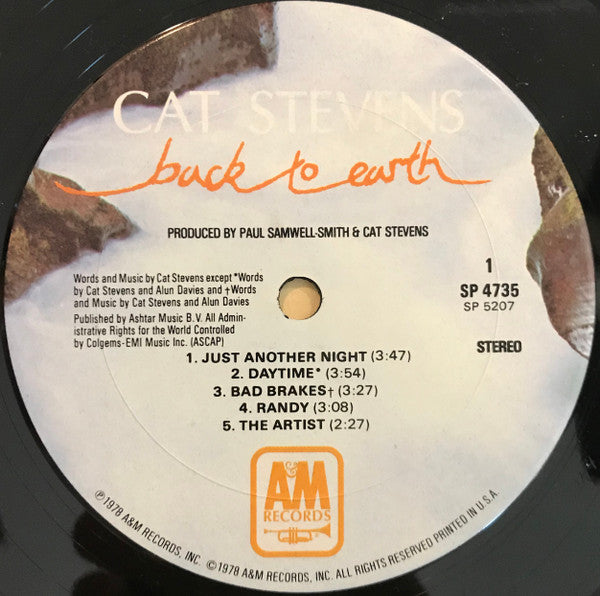 CAT STEVENS
back to earth
PRODUCED BY PAUL SAMWELL-SMITH & CAT STEVENS
Words and Music by Cat Stevens except *Words
by Cat Stevens and Alun Davies and †Words
and Music by Cat Stevens and Alun Davies
Published by Ashtar Music B.V. All Admin-
istrative Rights for the World Controlled
by Colgems-EMI Music Inc. (ASCAP)
1
SP 4735
SP 5207
STEREO
1. JUST ANOTHER NIGHT (3:47)
2. DAYTIME* (3:54)
3. BAD BRAKES† (3:27)
4. RANDY (3:08)
5. THE ARTIST (2:27)
A&M
RECORDS
℗1978 A&M RECORDS, INC. ©1978 A&M RECORDS, INC. ALL RIGHTS RESERVED PRINTED IN U.S.A.